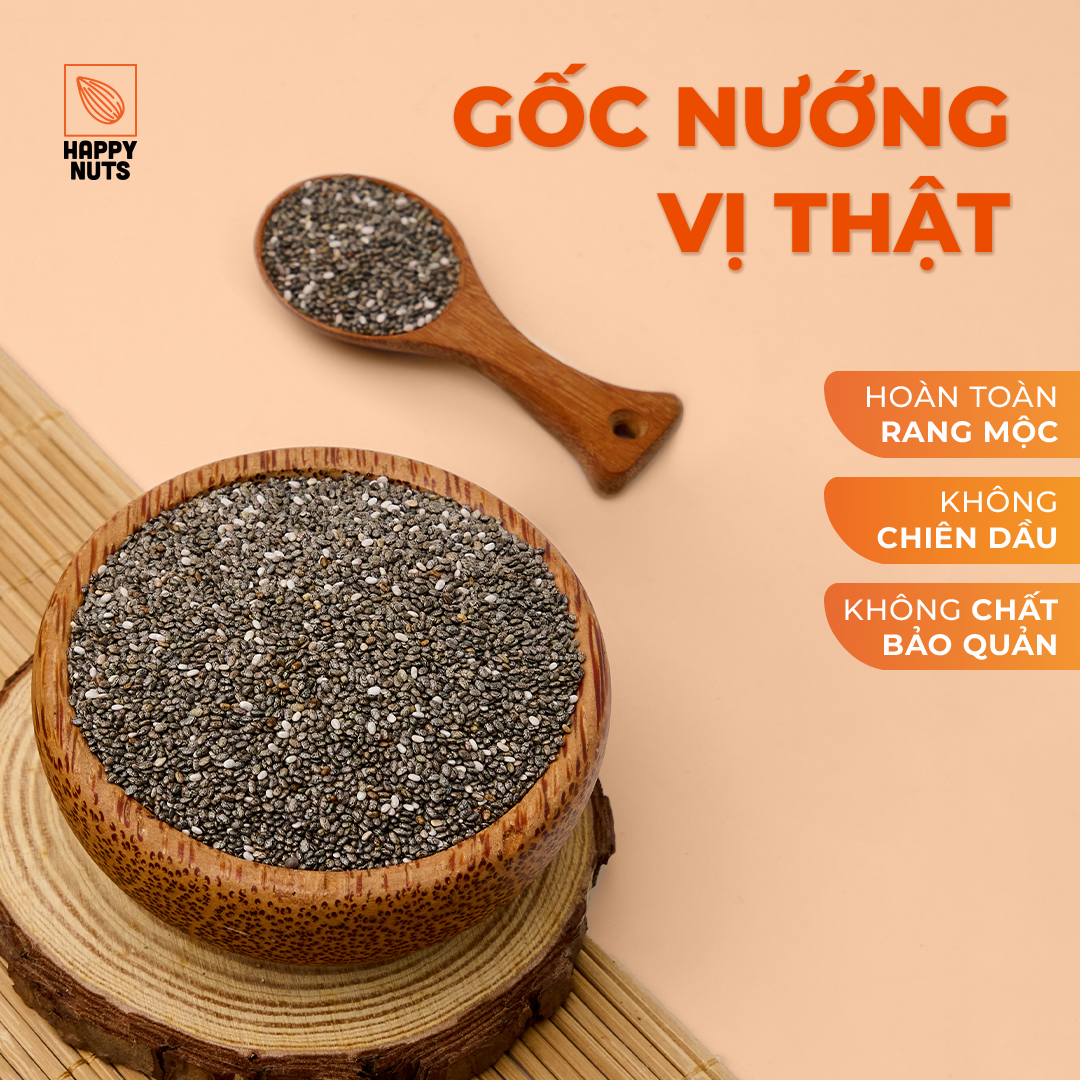 HAPPY
NUTS
GỐC NƯỚNG
VỊ THẬT
HOÀN TOÀN
RANG MỘC
KHÔNG
CHIÊN DẦU
KHÔNG CHẤT
BẢO QUẢN